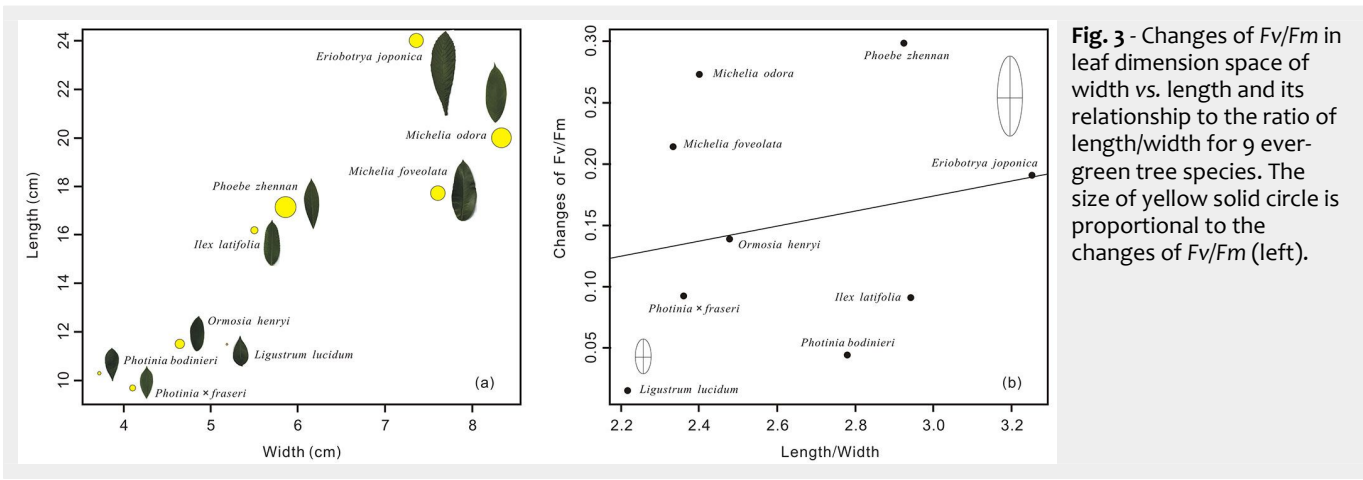 24
22
20
18
16
14
12
10
Length (cm)
Eriobotrya joponica
Michelia odora
Michelia foveolata
Phoebe zhennan
Ilex latifolia
Ormosia henryi
Photinia bodinieri
Ligustrum lucidum
Photinia × fraseri
(a)
4 5 6 7 8
Width (cm)
0.30
0.25
0.20
0.15
0.10
0.05
Changes of Fv/Fm
Phoebe zhennan
Michelia odora
Michelia foveolata
Eriobotrya joponica
Ormosia henryi
Photinia × fraseri
Ilex latifolia
Photinia bodinieri
Ligustrum lucidum
(b)
2.2 2.4 2.6 2.8 3.0 3.2
Length/Width
Fig. 3 - Changes of Fv/Fm in
leaf dimension space of
width vs. length and its
relationship to the ratio of
length/width for 9 ever-
green tree species. The
size of yellow solid circle is
proportional to the
changes of Fv/Fm (left).